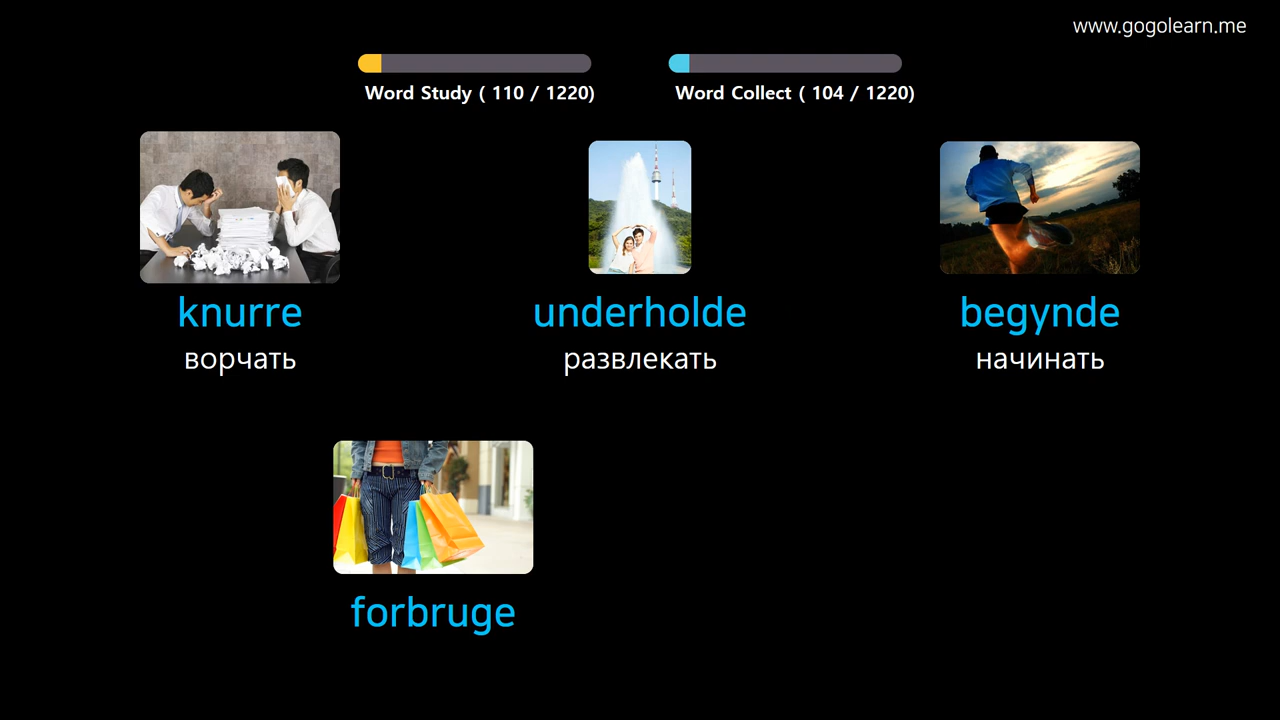 www.gogolearn.me
Word Study ( 110 / 1220)
Word Collect ( 104 / 1220)
knurre
underholde
begynde
ворчать
развлекать
начинать
forbruge